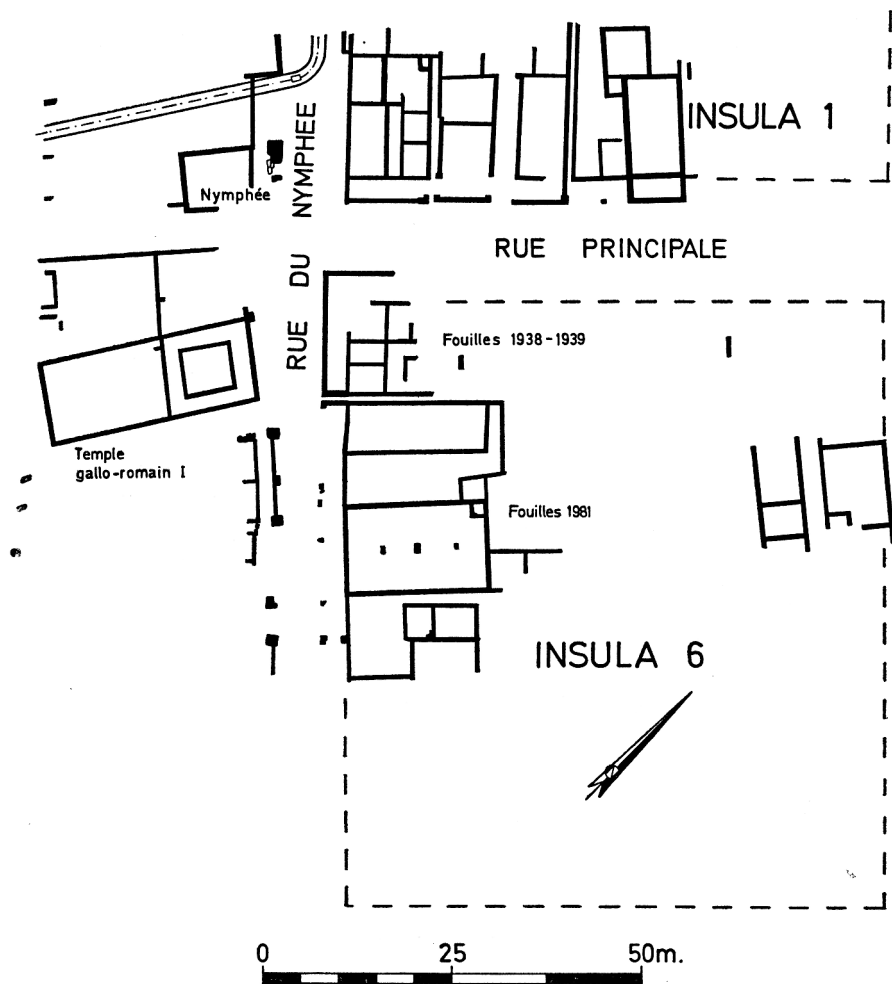 INSULA 1
RUE DU NYMPHEE
Nymphée
RUE PRINCIPALE
Fouilles 1938-1939
Temple
gallo-romain I
Fouilles 1981
INSULA 6
0 25 50m.